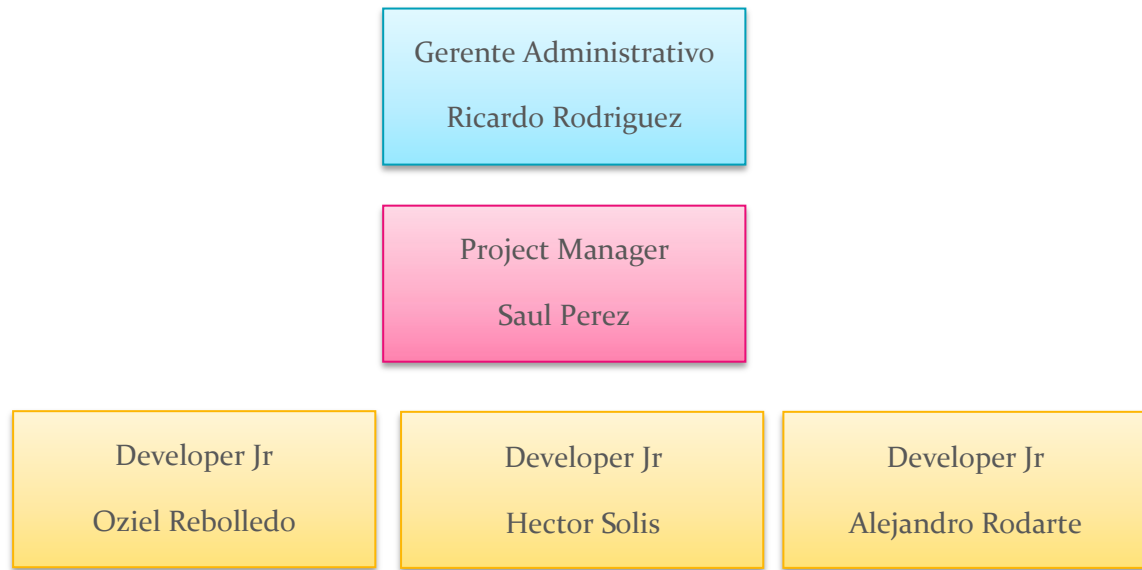 Gerente Administrativo
Ricardo Rodriguez
Project Manager
Saul Perez
Developer Jr
Oziel Rebolledo
Developer Jr
Hector Solis
Developer Jr
Alejandro Rodarte